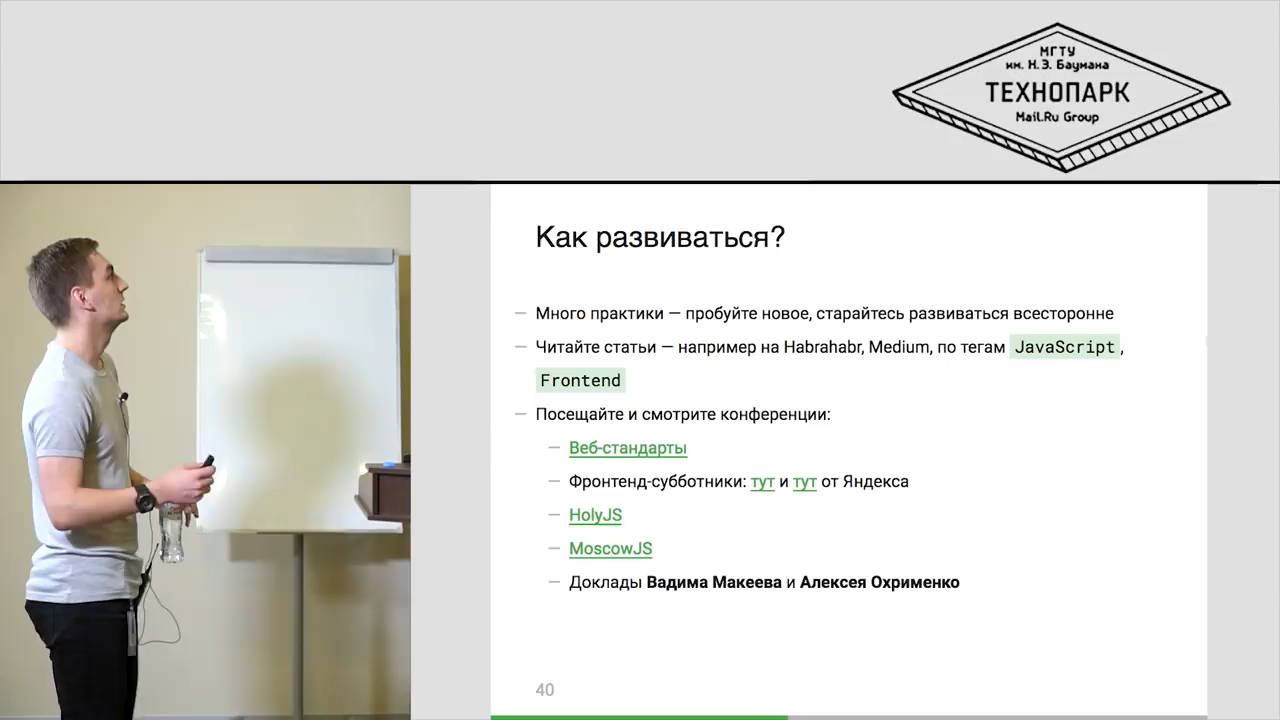 МГТУ
им. Н.Э. Баумана
ТЕХНОПАРК
Mail.Ru Group
Как развиваться?
— Много практики — пробуйте новое, старайтесь развиваться всесторонне
— Читайте статьи — например на Habrahabr, Medium, по тегам JavaScript,
Frontend
— Посещайте и смотрите конференции:
— Веб-стандарты
— Фронтенд-субботники: тут и тут от Яндекса
— HolyJS
— MoscowJS
— Доклады Вадима Макеева и Алексея Охрименко
40